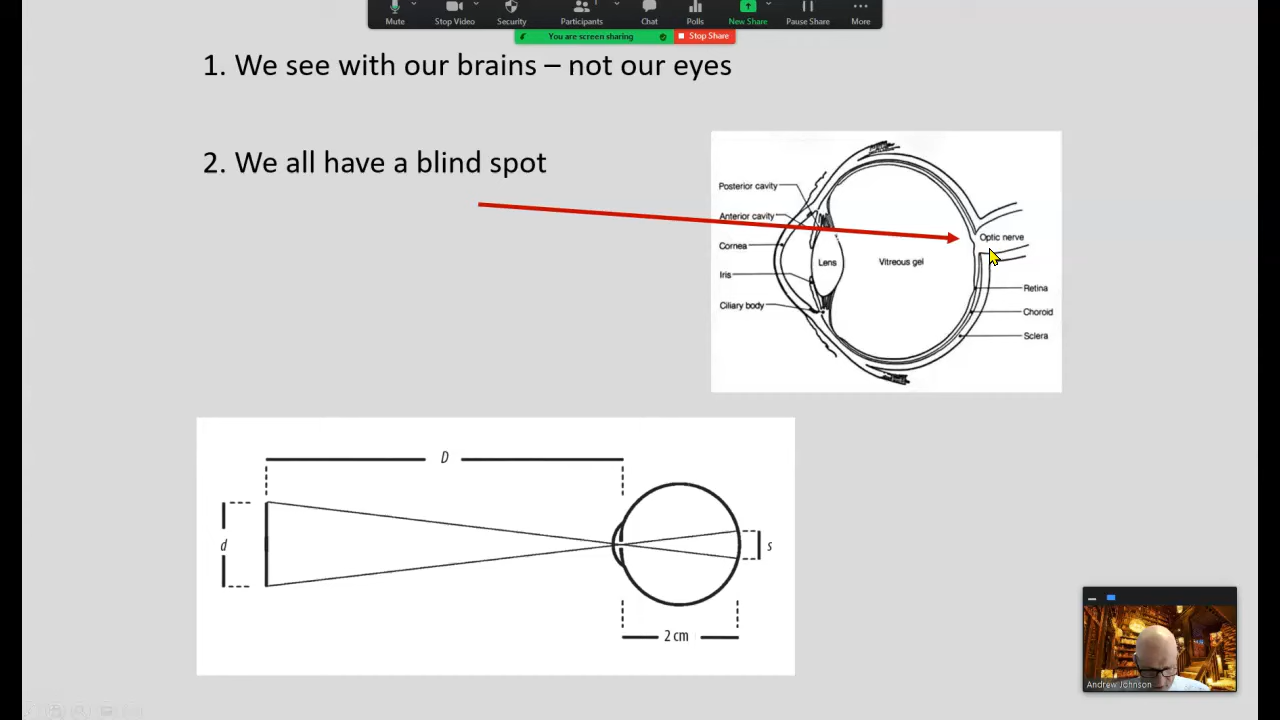 Mute
Stop Video
Security
Participants
1
Chat
Polls
New Share
Pause Share
More
You are screen sharing
Stop Share
1. We see with our brains – not our eyes
2. We all have a blind spot
Posterior cavity
Anterior cavity
Cornea
Iris
Ciliary body
Lens
Vitreous gel
Optic nerve
Retina
Choroid
Sclera
D
d
s
2 cm
Andrew Johnson